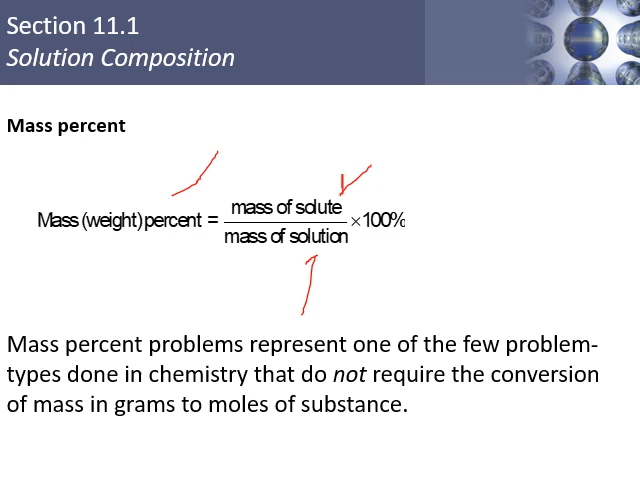 Section 11.1
Solution Composition
Mass percent
Mass (weight) percent = mass of solute / mass of solution × 100%
Mass percent problems represent one of the few problem-
types done in chemistry that do not require the conversion
of mass in grams to moles of substance.